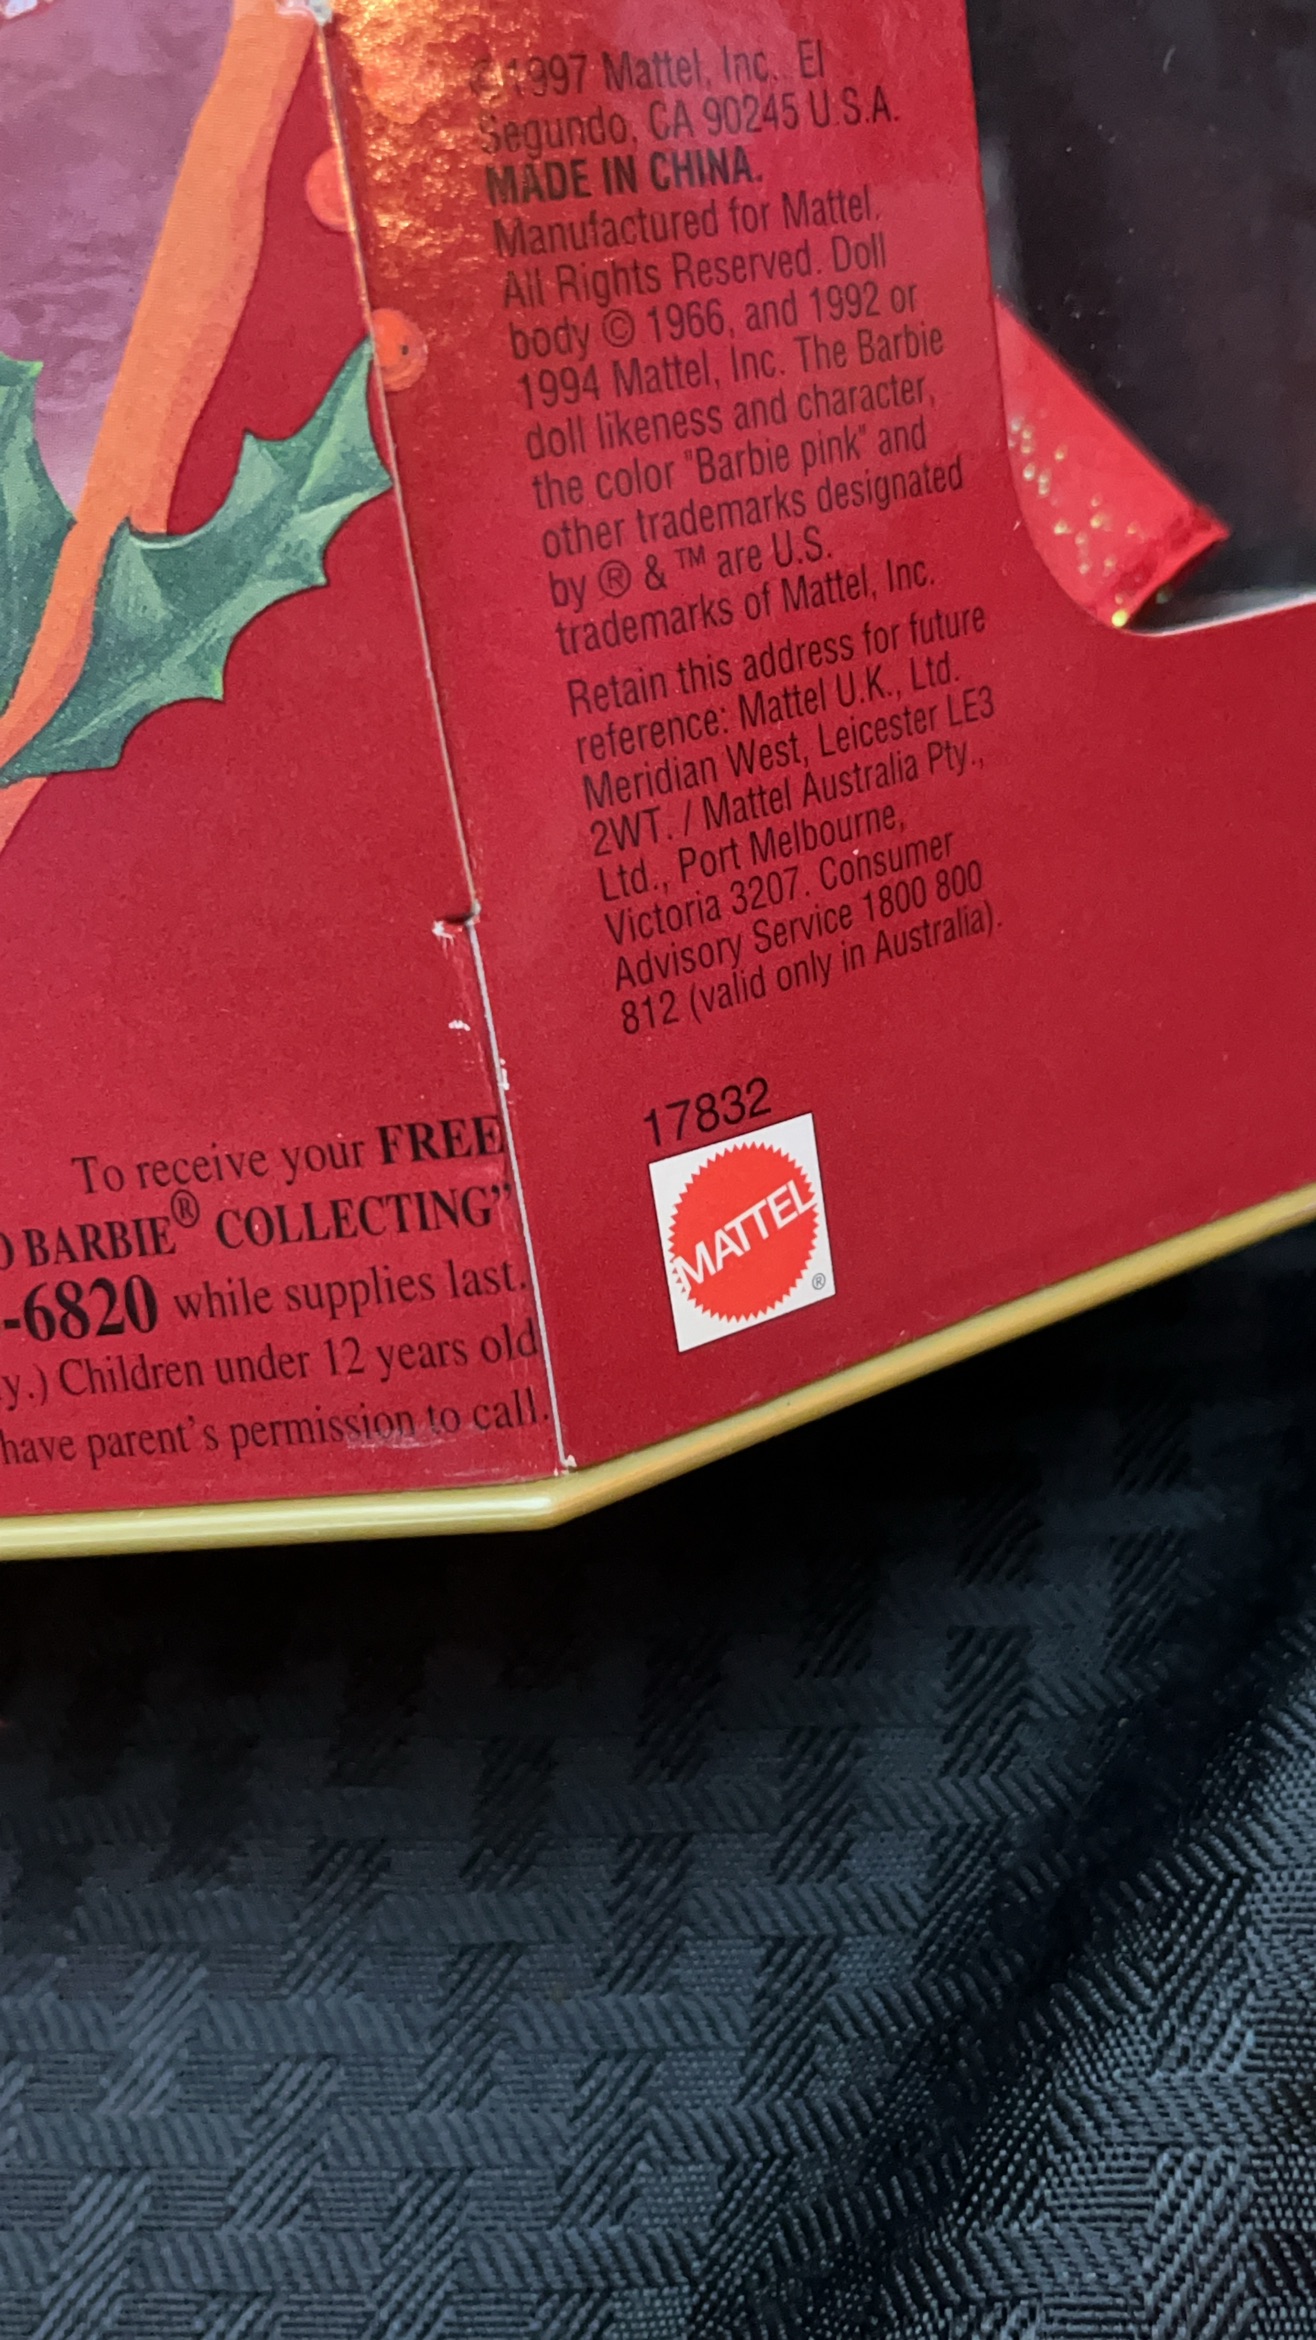 © 1997 Mattel, Inc. El
Segundo, CA 90245 U.S.A.
MADE IN CHINA.
Manufactured for Mattel.
All Rights Reserved. Doll
body © 1966, and 1992 or
1994 Mattel, Inc. The Barbie
doll likeness and character,
the color "Barbie pink" and
other trademarks designated
by ® & ™ are U.S.
trademarks of Mattel, Inc.
Retain this address for future
reference: Mattel U.K., Ltd.
Meridian West, Leicester LE3
2WT. / Mattel Australia Pty.,
Ltd., Port Melbourne,
Victoria 3207. Consumer
Advisory Service 1800 800
812 (valid only in Australia).
17832
MATTEL ®
To receive your FREE
BARBIE® COLLECTING”
-6820 while supplies last.
y.) Children under 12 years old
have parent's permission to call.